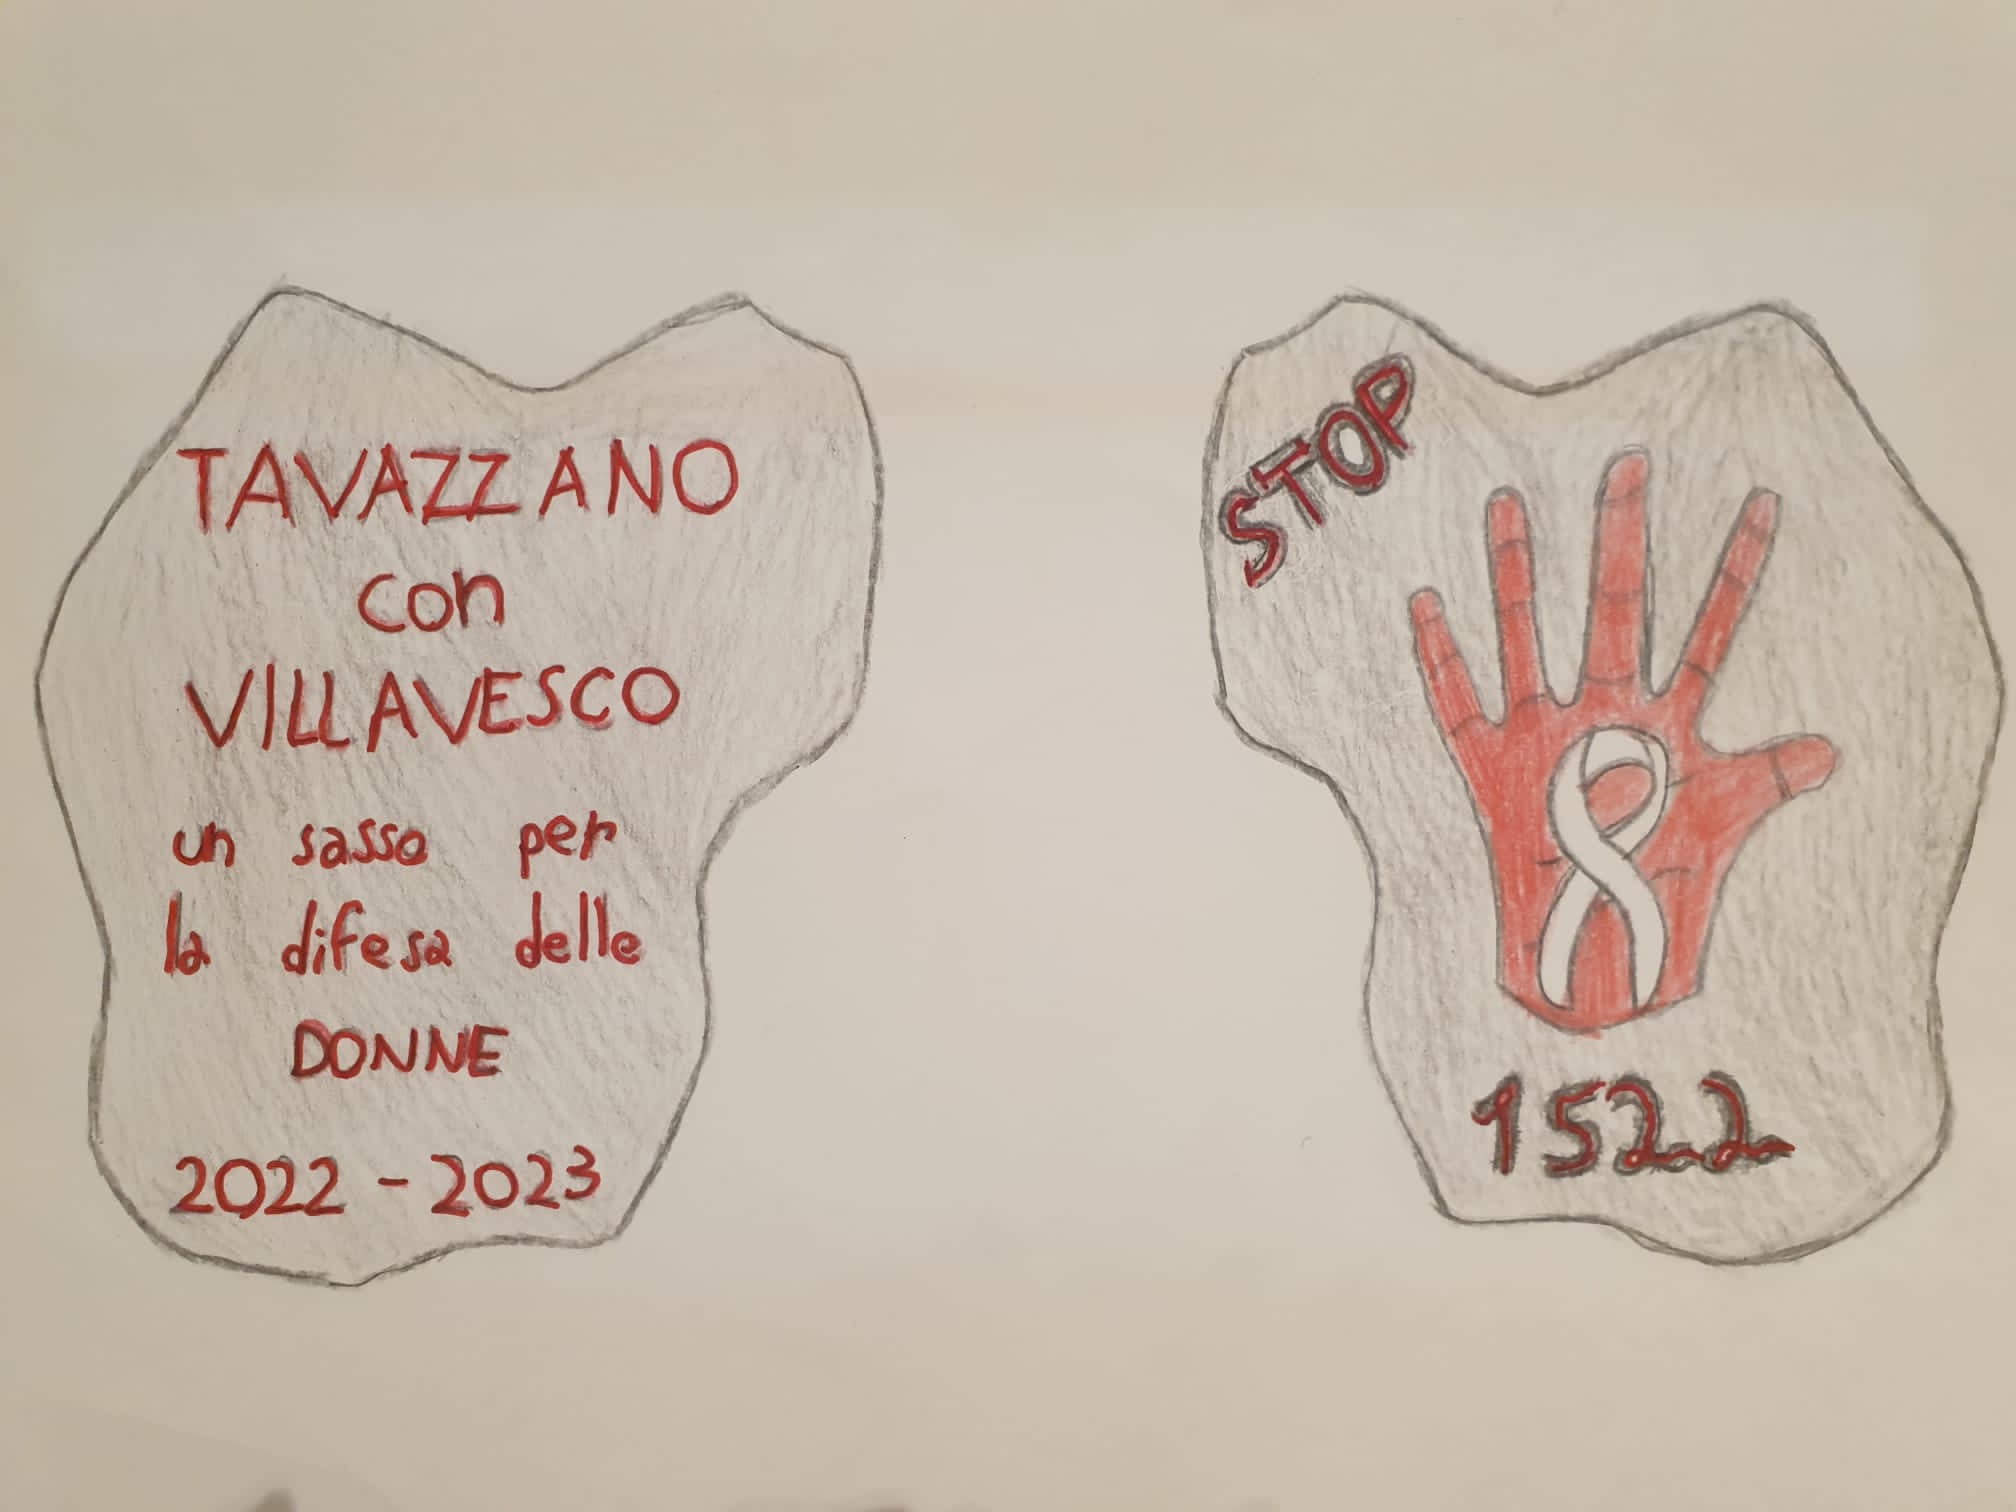 TAVAZZANO
con
VILLAVESCO
un sasso per
la difesa delle
DONNE
2022 - 2023
STOP
1522